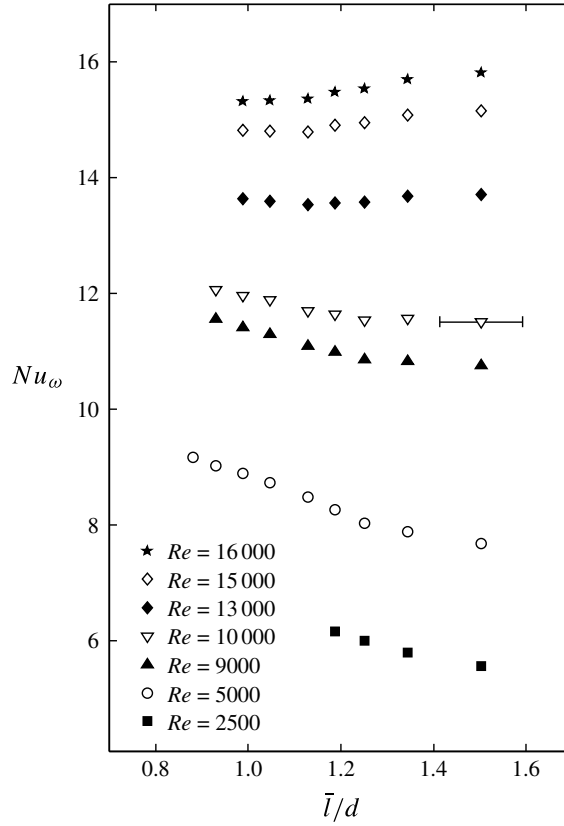 16
14
12
10
8
6
Nu_ω
★ Re = 16 000
◇ Re = 15 000
◆ Re = 13 000
▽ Re = 10 000
▲ Re = 9000
○ Re = 5000
■ Re = 2500
0.8 1.0 1.2 1.4 1.6
l̄/d